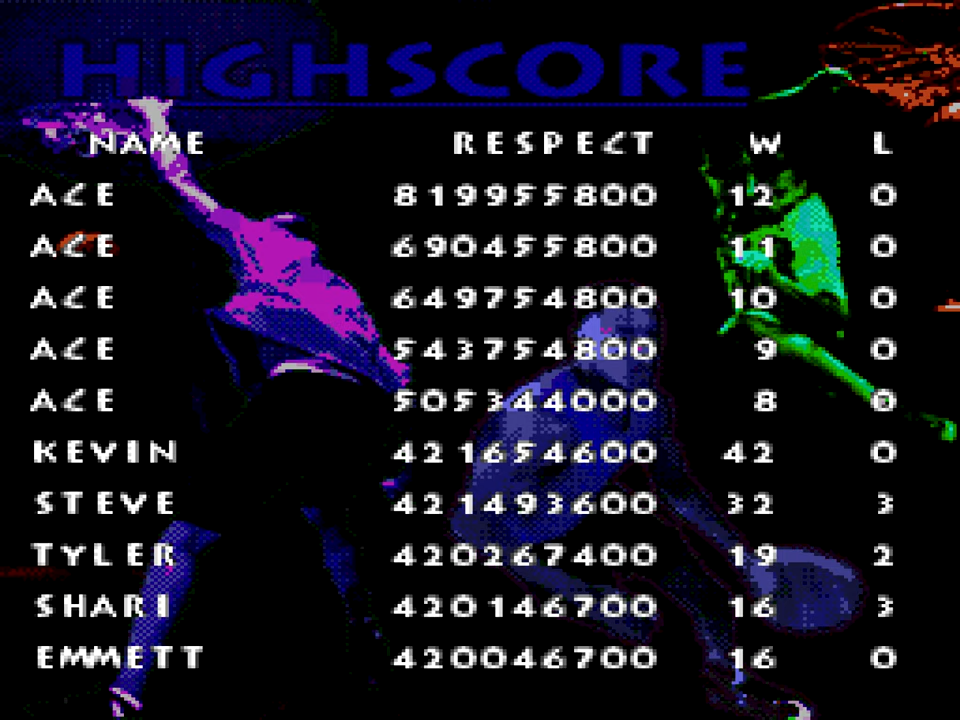 HIGHSCORE
NAME RESPECT W L
ACE 819955800 12 0
ACE 690455800 11 0
ACE 649754800 10 0
ACE 543754800 9 0
ACE 505344000 8 0
KEVIN 421654600 42 0
STEVE 421493600 32 3
TYLER 420267400 19 2
SHARI 420146700 16 3
EMMETT 420046700 16 0